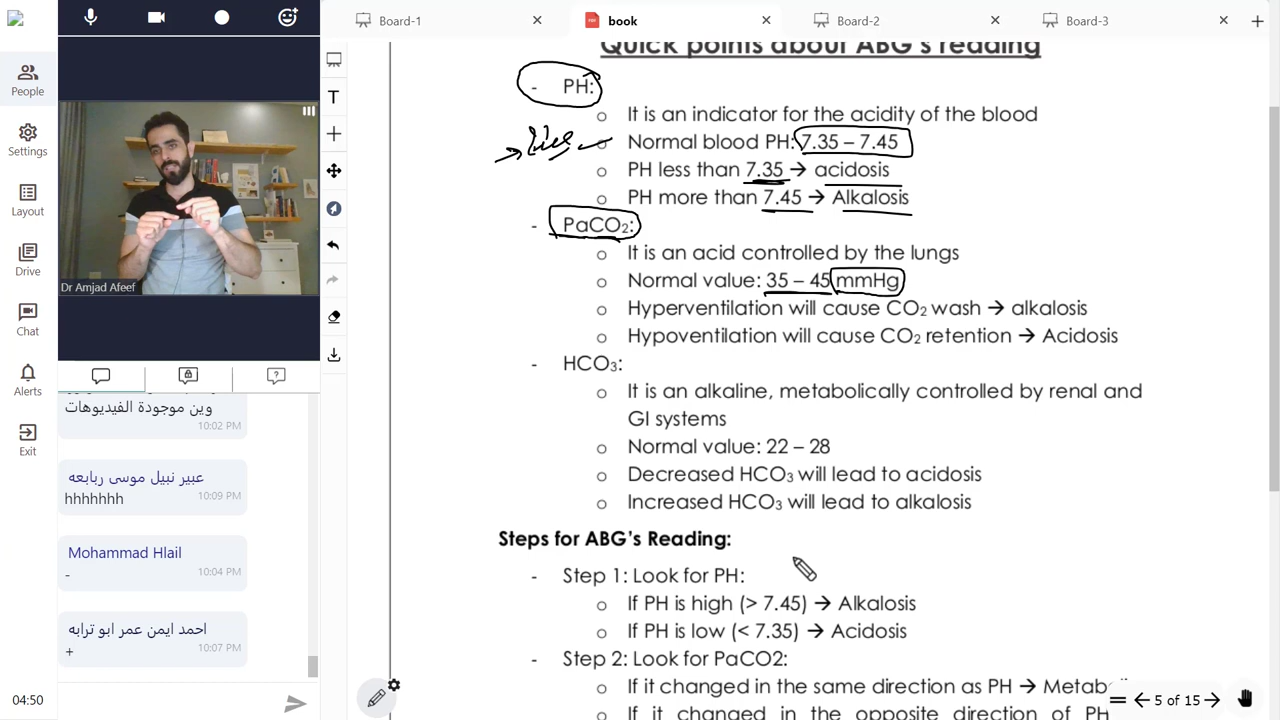 Board-1
book
Board-2
Board-3
People
Settings
Layout
Drive
Chat
Alerts
Exit
04:50
Dr Amjad Afeef
وين موجودة الفيديوهات
10:02 PM
عبير نبيل موسى ربابعه
hhhhhhh
10:09 PM
Mohammad Hlail
-
10:04 PM
احمد ايمن عمر ابو ترابه
+
10:07 PM
T
Quick points about ABG's reading
- PH:
o It is an indicator for the acidity of the blood
o Normal blood PH: 7.35 – 7.45
o PH less than 7.35 → acidosis
o PH more than 7.45 → Alkalosis
- PaCO2:
o It is an acid controlled by the lungs
o Normal value: 35 – 45 mmHg
o Hyperventilation will cause CO2 wash → alkalosis
o Hypoventilation will cause CO2 retention → Acidosis
- HCO3:
o It is an alkaline, metabolically controlled by renal and
GI systems
o Normal value: 22 – 28
o Decreased HCO3 will lead to acidosis
o Increased HCO3 will lead to alkalosis
Steps for ABG's Reading:
- Step 1: Look for PH:
o If PH is high (> 7.45) → Alkalosis
o If PH is low (< 7.35) → Acidosis
- Step 2: Look for PaCO2:
o If it changed in the same direction as PH → Metab
o If it changed in the opposite direction of PH
5 of 15